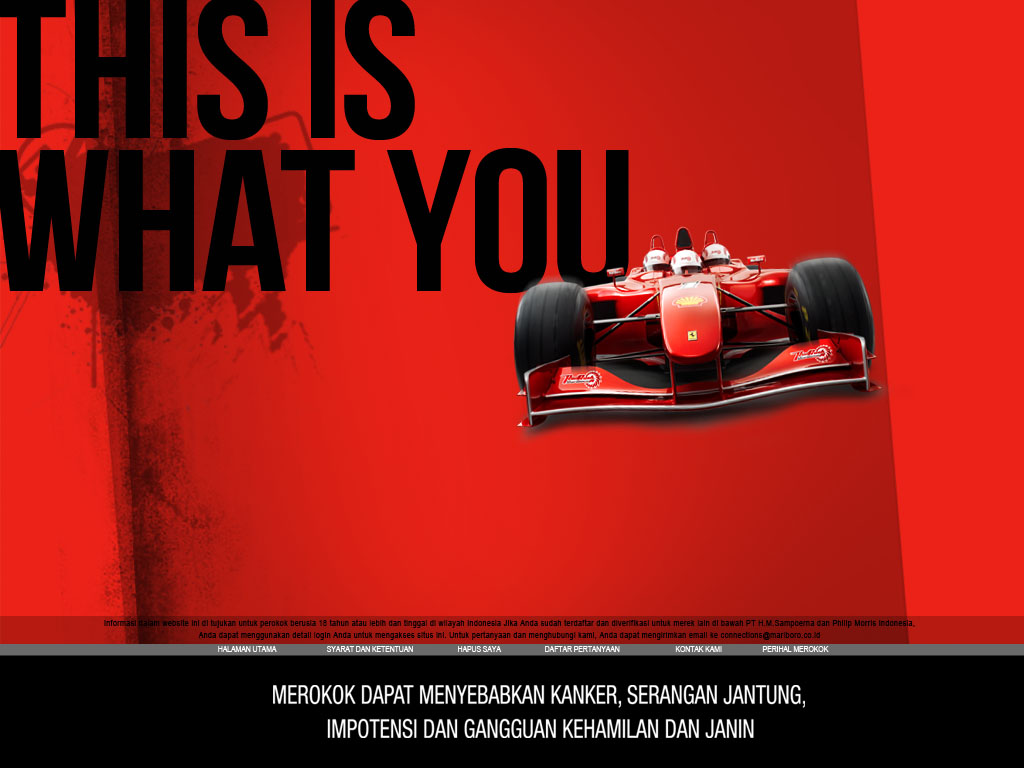 THIS IS
WHAT YOU
Informasi dalam website ini di tujukan untuk perokok berusia 18 tahun atau lebih dan tinggal di wilayah Indonesia Jika Anda sudah terdaftar dan diverifikasi untuk merek lain di bawah PT H.M.Sampoerna dan Philip Morris Indonesia,
Anda dapat menggunakan detail login Anda untuk mengakses situs ini. Untuk pertanyaan dan menghubungi kami, Anda dapat mengirimkan email ke connections@marlboro.co.id
HALAMAN UTAMA SYARAT DAN KETENTUAN HAPUS SAYA DAFTAR PERTANYAAN KONTAK KAMI PERIHAL MEROKOK
MEROKOK DAPAT MENYEBABKAN KANKER, SERANGAN JANTUNG,
IMPOTENSI DAN GANGGUAN KEHAMILAN DAN JANIN